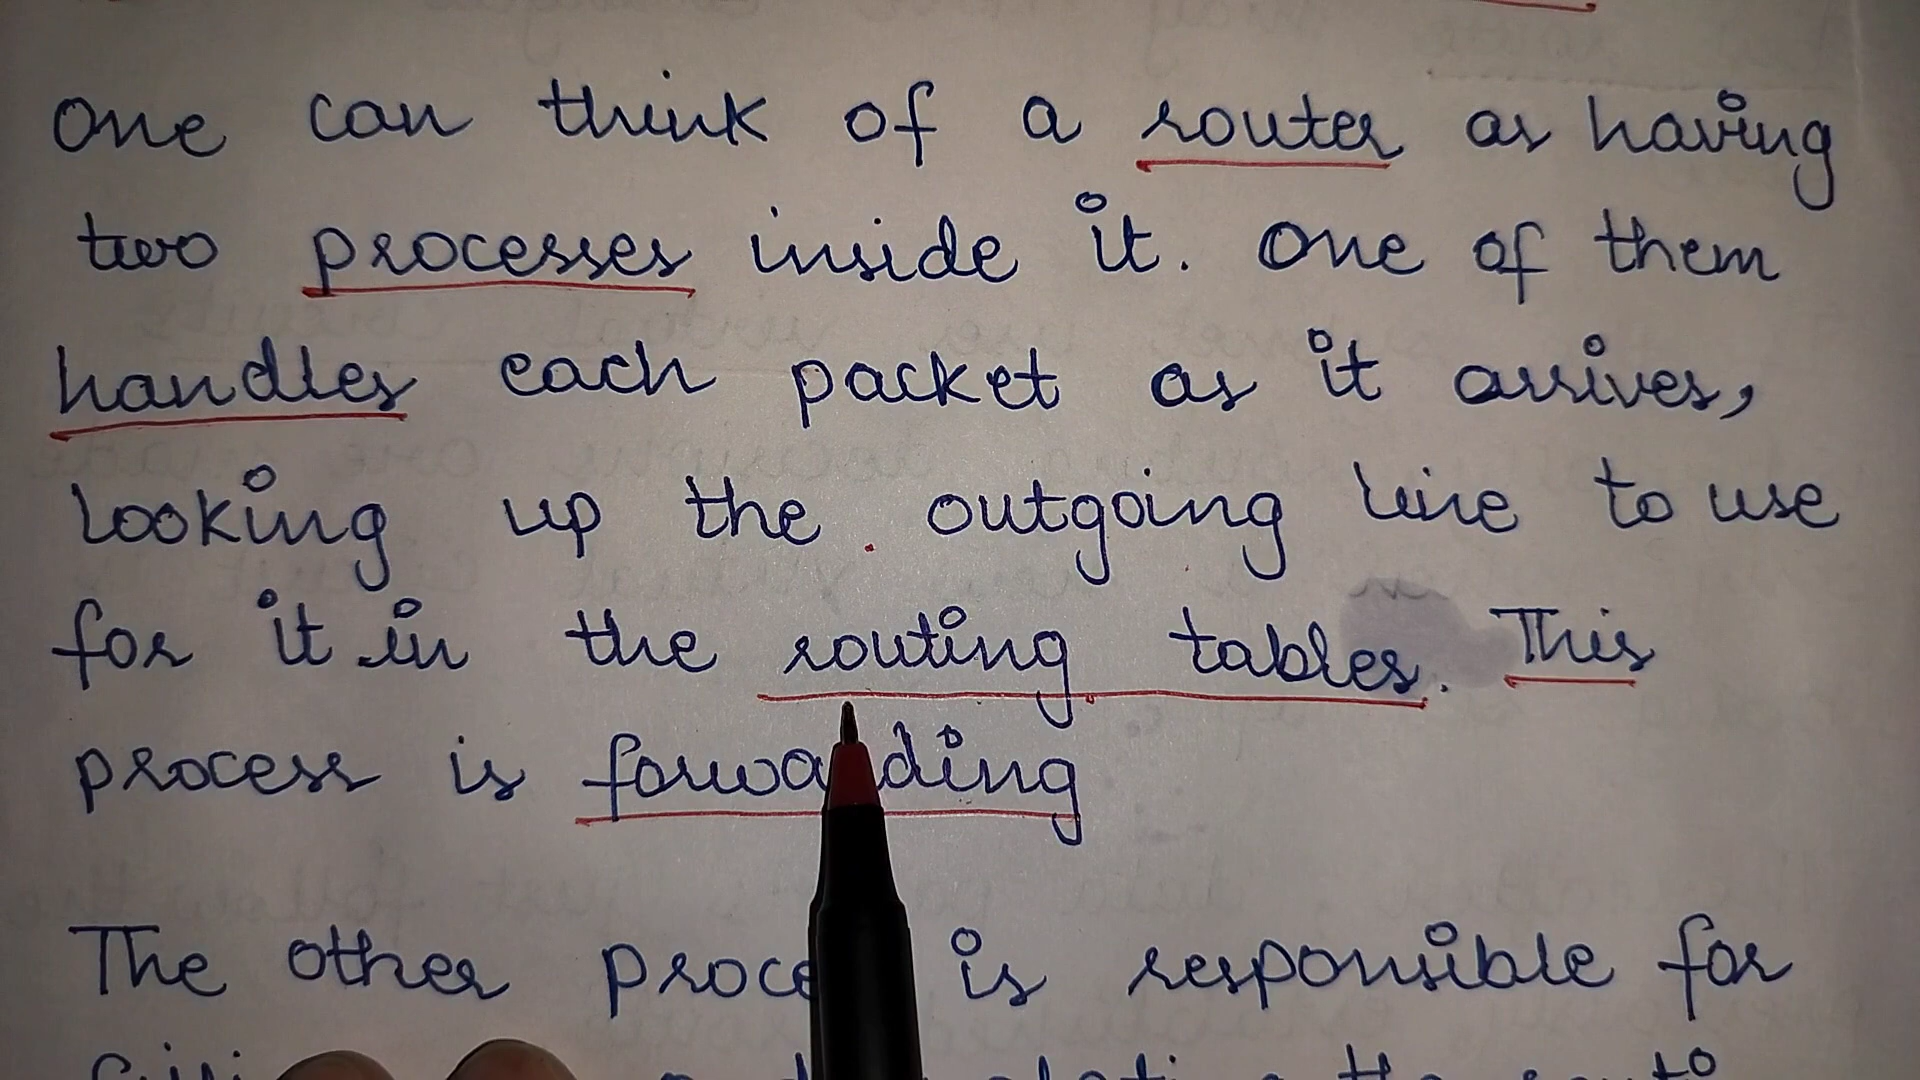 One can think of a router as having
two processes inside it. One of them
handles each packet as it arrives,
looking up the outgoing line to use
for it in the routing tables. This
process is forwarding
The other is responsible for